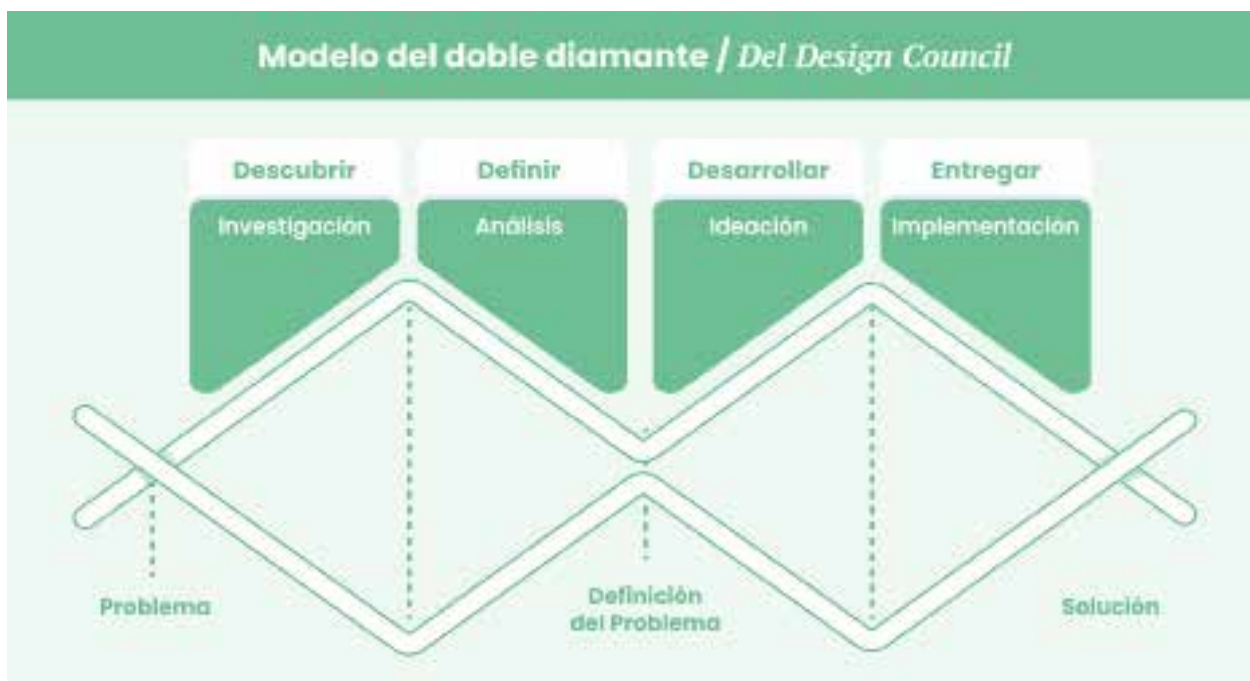 Modelo del doble diamante / Del Design Council
Descubrir
Definir
Desarrollar
Entregar
Investigación
Análisis
Ideación
Implementación
Problema
Definición
del Problema
Solución